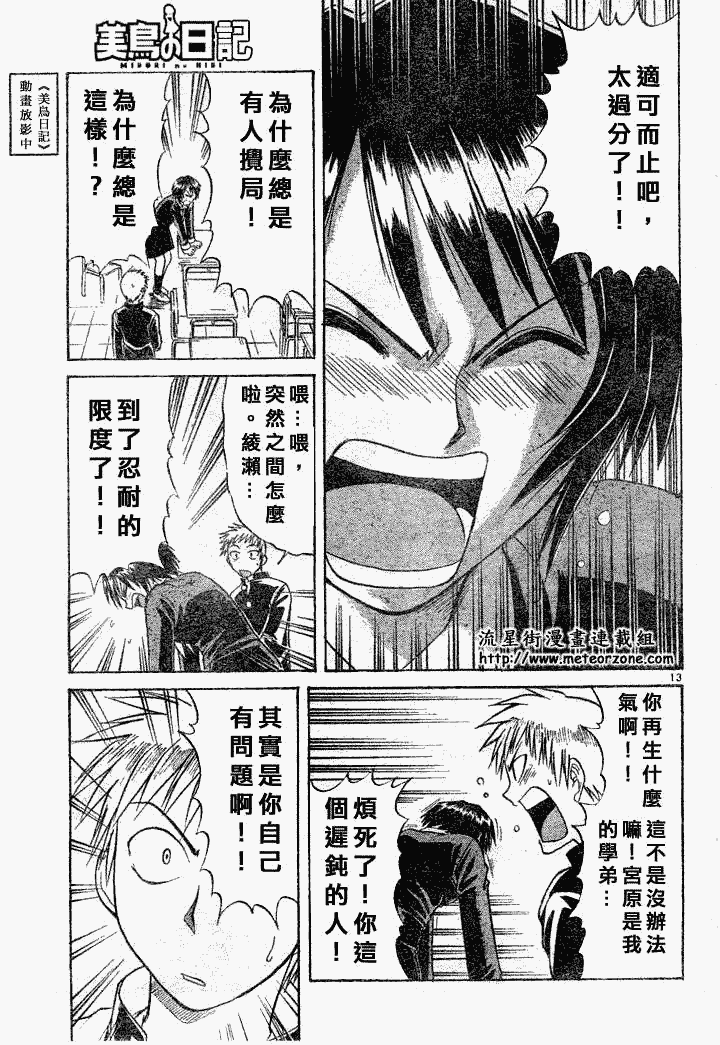 適可而止吧，
太過分了！！
美鳥の日記
MIDORI no HIBI
《美鳥日記》
動畫放影中
為什麼總是
有人攪局！
為什麼總是
這樣！？
喂…喂，
突然之間怎麼
啦。綾瀨…
到了忍耐的
限度了！！
流星街漫畫連載組
http://www.meteorzone.com
13
你再生什麼
氣啊！！
這不是沒辦法
嘛！宮原是我
的學弟…
煩死了！你這
個遲鈍的人！
其實是你自己
有問題啊！！